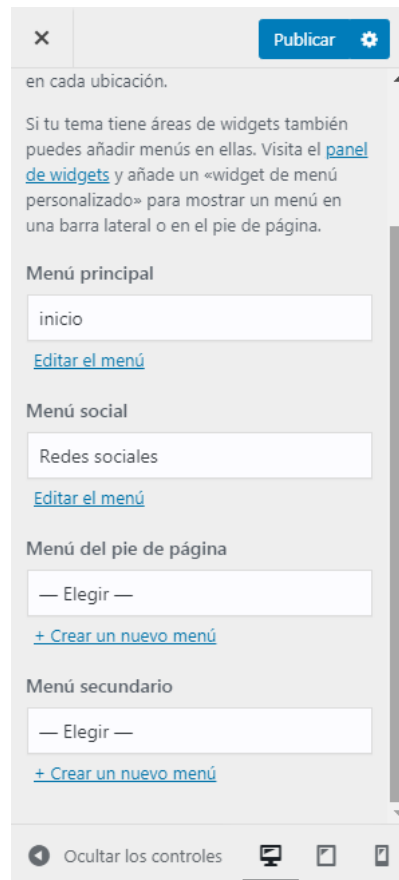 Publicar
en cada ubicación.
Si tu tema tiene áreas de widgets también
puedes añadir menús en ellas. Visita el panel
de widgets y añade un «widget de menú
personalizado» para mostrar un menú en
una barra lateral o en el pie de página.
Menú principal
inicio
Editar el menú
Menú social
Redes sociales
Editar el menú
Menú del pie de página
— Elegir —
+ Crear un nuevo menú
Menú secundario
— Elegir —
+ Crear un nuevo menú
Ocultar los controles